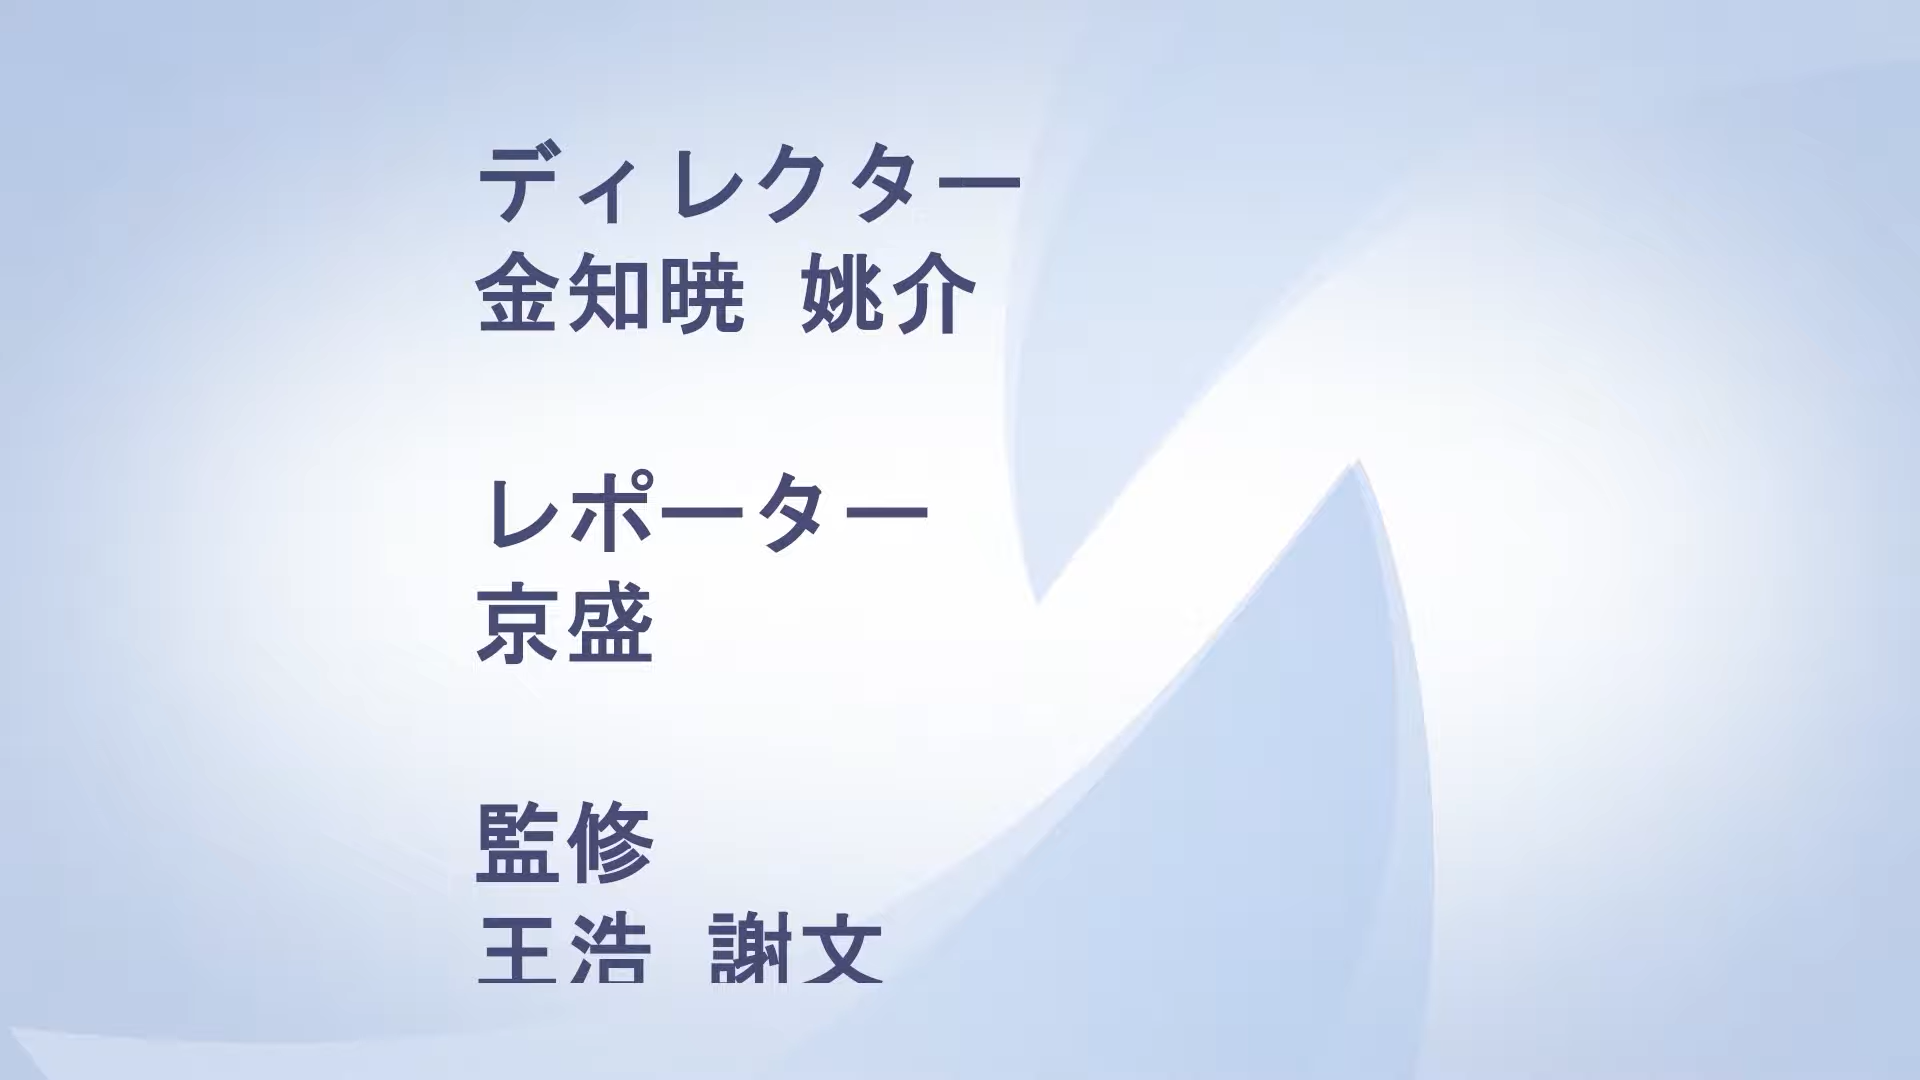 ディレクター
金知暁 姚介
レポーター
京盛
監修
王浩 謝文